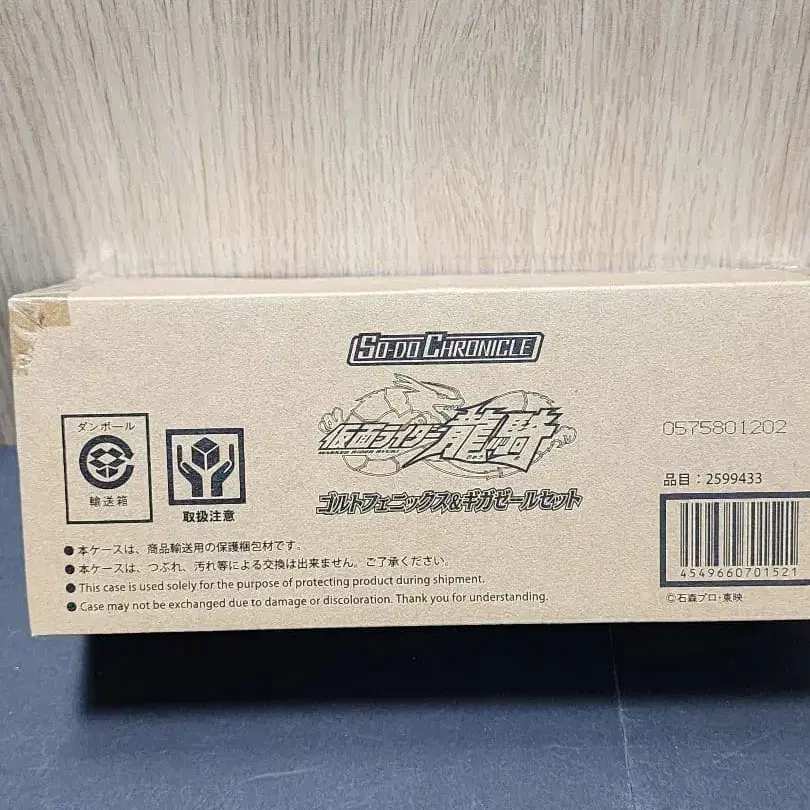 SO-DO CHRONICLE
仮面ライダー龍騎
MASKED RIDER RYUKI
ゴルトフェニックス&ギガゼールセット
ダンボール
輸送箱
取扱注意
0575801202
品目:2599433
4549660701521
©石森プロ・東映
●本ケースは、商品輸送用の保護梱包材です。
●本ケースは、つぶれ、汚れ等による交換は出来ません。ご了承ください。
●This case is used solely for the purpose of protecting product during shipment.
●Case may not be exchanged due to damage or discoloration. Thank you for understanding.